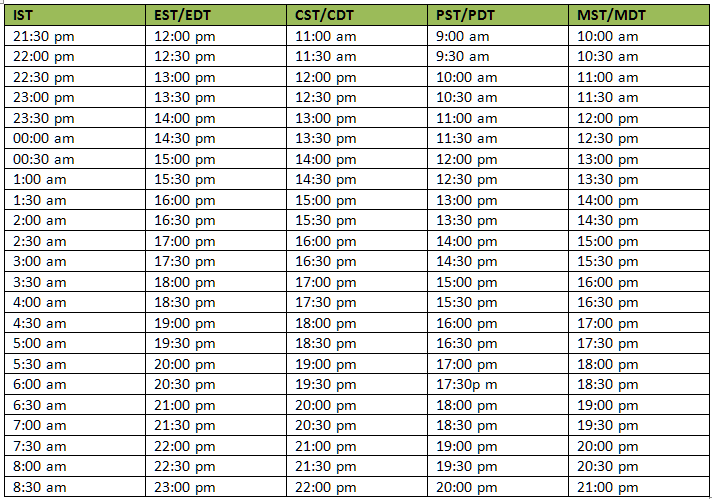 IST EST/EDT CST/CDT PST/PDT MST/MDT
21:30 pm 12:00 pm 11:00 am 9:00 am 10:00 am
22:00 pm 12:30 pm 11:30 am 9:30 am 10:30 am
22:30 pm 13:00 pm 12:00 pm 10:00 am 11:00 am
23:00 pm 13:30 pm 12:30 pm 10:30 am 11:30 am
23:30 pm 14:00 pm 13:00 pm 11:00 am 12:00 pm
00:00 am 14:30 pm 13:30 pm 11:30 am 12:30 pm
00:30 am 15:00 pm 14:00 pm 12:00 pm 13:00 pm
1:00 am 15:30 pm 14:30 pm 12:30 pm 13:30 pm
1:30 am 16:00 pm 15:00 pm 13:00 pm 14:00 pm
2:00 am 16:30 pm 15:30 pm 13:30 pm 14:30 pm
2:30 am 17:00 pm 16:00 pm 14:00 pm 15:00 pm
3:00 am 17:30 pm 16:30 pm 14:30 pm 15:30 pm
3:30 am 18:00 pm 17:00 pm 15:00 pm 16:00 pm
4:00 am 18:30 pm 17:30 pm 15:30 pm 16:30 pm
4:30 am 19:00 pm 18:00 pm 16:00 pm 17:00 pm
5:00 am 19:30 pm 18:30 pm 16:30 pm 17:30 pm
5:30 am 20:00 pm 19:00 pm 17:00 pm 18:00 pm
6:00 am 20:30 pm 19:30 pm 17:30p m 18:30 pm
6:30 am 21:00 pm 20:00 pm 18:00 pm 19:00 pm
7:00 am 21:30 pm 20:30 pm 18:30 pm 19:30 pm
7:30 am 22:00 pm 21:00 pm 19:00 pm 20:00 pm
8:00 am 22:30 pm 21:30 pm 19:30 pm 20:30 pm
8:30 am 23:00 pm 22:00 pm 20:00 pm 21:00 pm